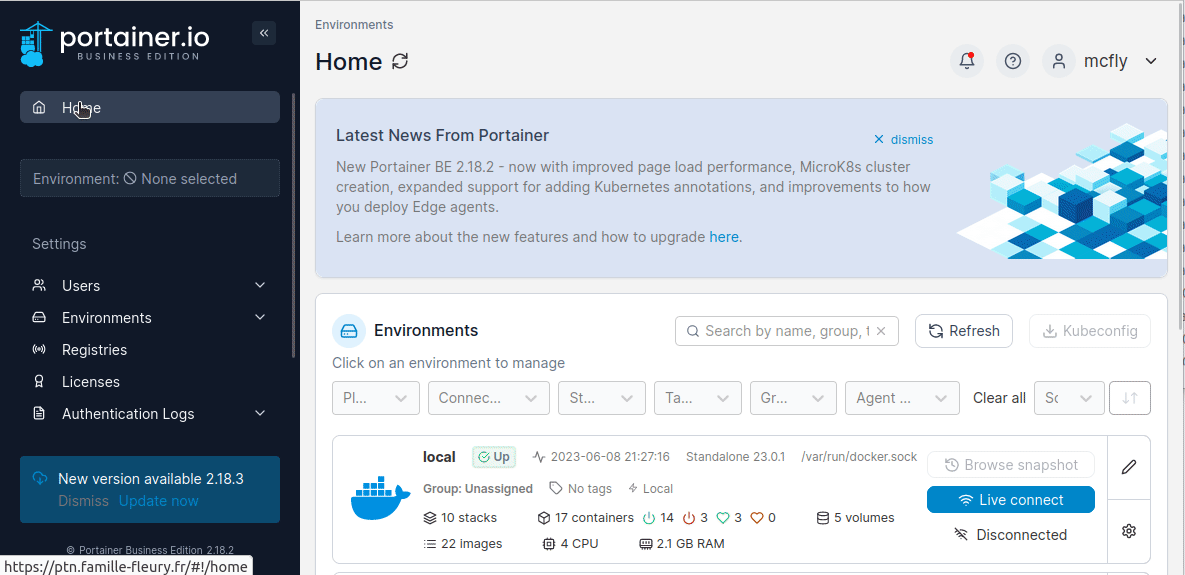 portainer.io
BUSINESS EDITION
Home
Environment: None selected
Settings
Users
Environments
Registries
Licenses
Authentication Logs
New version available 2.18.3
Dismiss Update now
© Portainer Business Edition 2.18.2
https://ptn.famille-fleury.fr/#!/home
Environments
Home
mcfly
Latest News From Portainer
dismiss
New Portainer BE 2.18.2 - now with improved page load performance, MicroK8s cluster
creation, expanded support for adding Kubernetes annotations, and improvements to how
you deploy Edge agents.
Learn more about the new features and how to upgrade here.
Environments
Search by name, group, t
Refresh
Kubeconfig
Click on an environment to manage
Pl... Connec... St... Ta... Gr... Agent ... Clear all Sc
local Up 2023-06-08 21:27:16 Standalone 23.0.1 /var/run/docker.sock
Browse snapshot
Group: Unassigned No tags Local
Live connect
10 stacks 17 containers 14 3 3 0 5 volumes
Disconnected
22 images 4 CPU 2.1 GB RAM